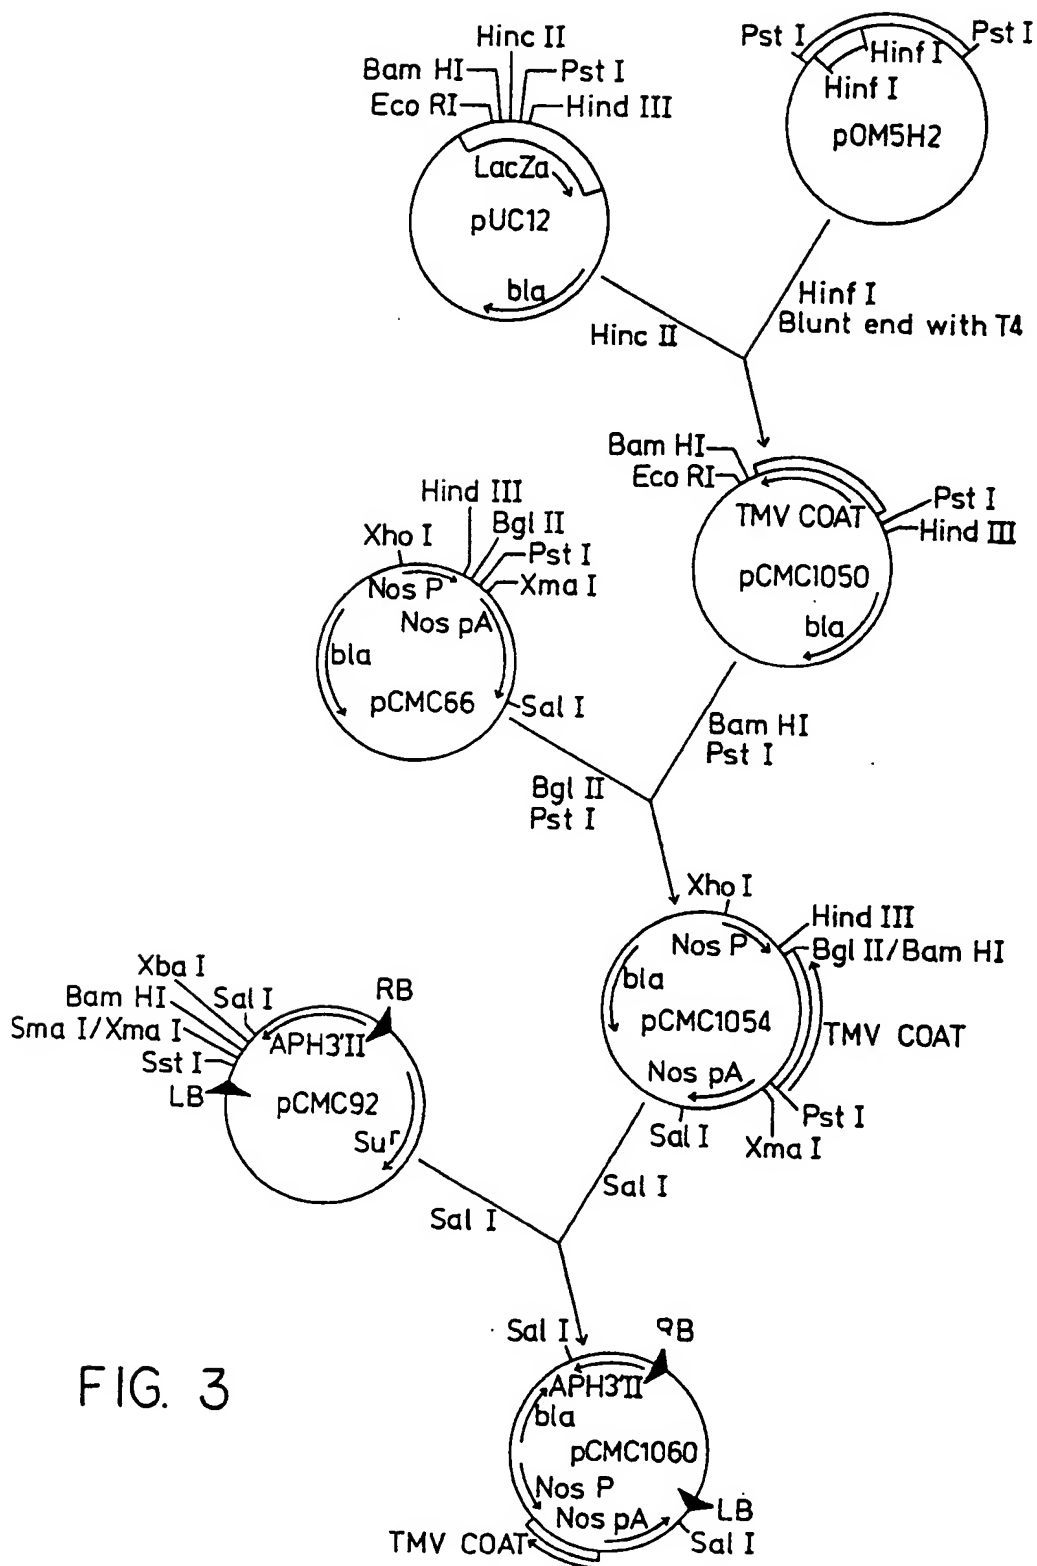 Hinc II
Bam HI
Pst I
Eco RI
Hind III
LacZa
pUC12
bla
Pst I
Pst I
Hinf I
Hinf I
pOM5H2
Hinc II
Hinf I
Blunt end with T4
Bam HI
Eco RI
TMV COAT
Pst I
Hind III
pCMC1050
bla
Hind III
Xho I
Bgl II
Pst I
Xma I
Nos P
Nos pA
bla
pCMC66
Sal I
Bgl II
Pst I
Bam HI
Pst I
Xho I
Hind III
Nos P
Bgl II/Bam HI
bla
pCMC1054
TMV COAT
Nos pA
Pst I
Sal I
Xma I
Xba I
Sal I
RB
Bam HI
Sma I/Xma I
APH3'II
Sst I
LB
pCMC92
Suʳ
Sal I
Sal I
Sal I
RB
APH3'II
bla
pCMC1060
Nos P
Nos pA
LB
Sal I
TMV COAT
FIG. 3